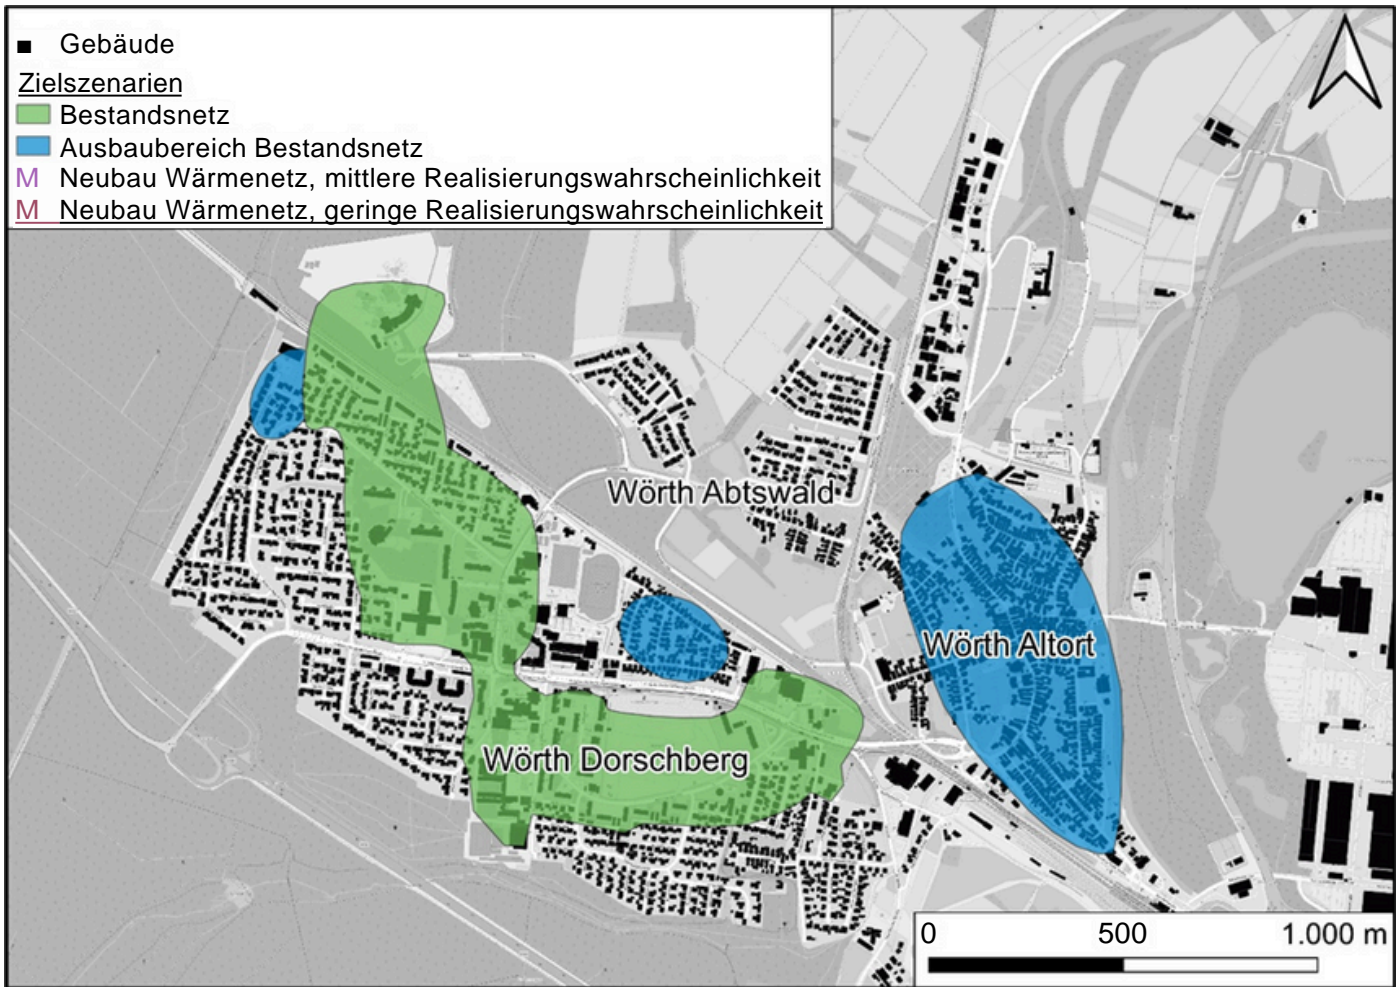 Gebäude
Zielszenarien
Bestandsnetz
Ausbaubereich Bestandsnetz
M Neubau Wärmenetz, mittlere Realisierungswahrscheinlichkeit
M Neubau Wärmenetz, geringe Realisierungswahrscheinlichkeit
Wörth Abtswald
Wörth Altort
Wörth Dorschberg
0 500 1.000 m